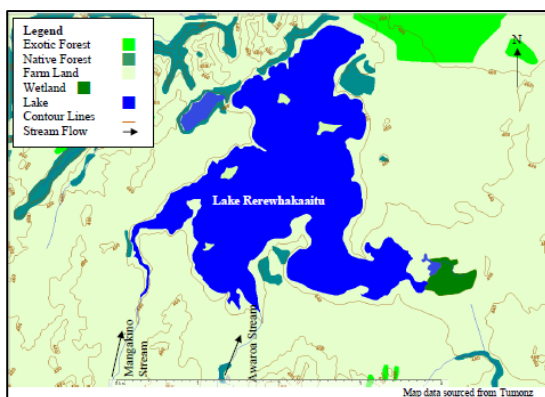 Legend
Exotic Forest
Native Forest
Farm Land
Wetland
Lake
Contour Lines
Stream Flow
N
Lake Rerewhakaaitu
Mangakino
Stream
Awaroa Stream
Map data sourced from Tumonz